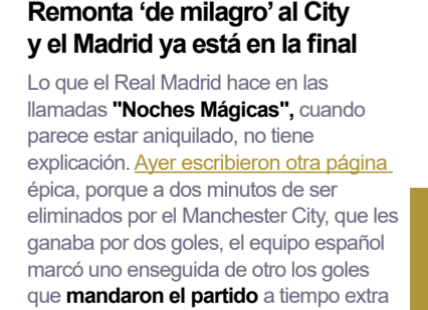 Remonta ‘de milagro’ al City
y el Madrid ya está en la final
Lo que el Real Madrid hace en las
llamadas "Noches Mágicas", cuando
parece estar aniquilado, no tiene
explicación. Ayer escribieron otra página
épica, porque a dos minutos de ser
eliminados por el Manchester City, que les
ganaba por dos goles, el equipo español
marcó uno enseguida de otro los goles
que mandaron el partido a tiempo extra